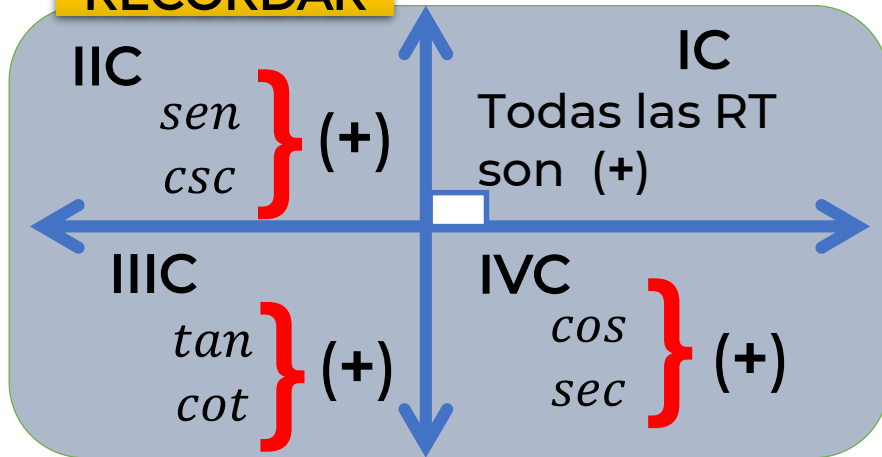 RECORDAR
IIC
sen
csc
(+)
IC
Todas las RT
son (+)
IIIC
tan
cot
(+)
IVC
cos
sec
(+)